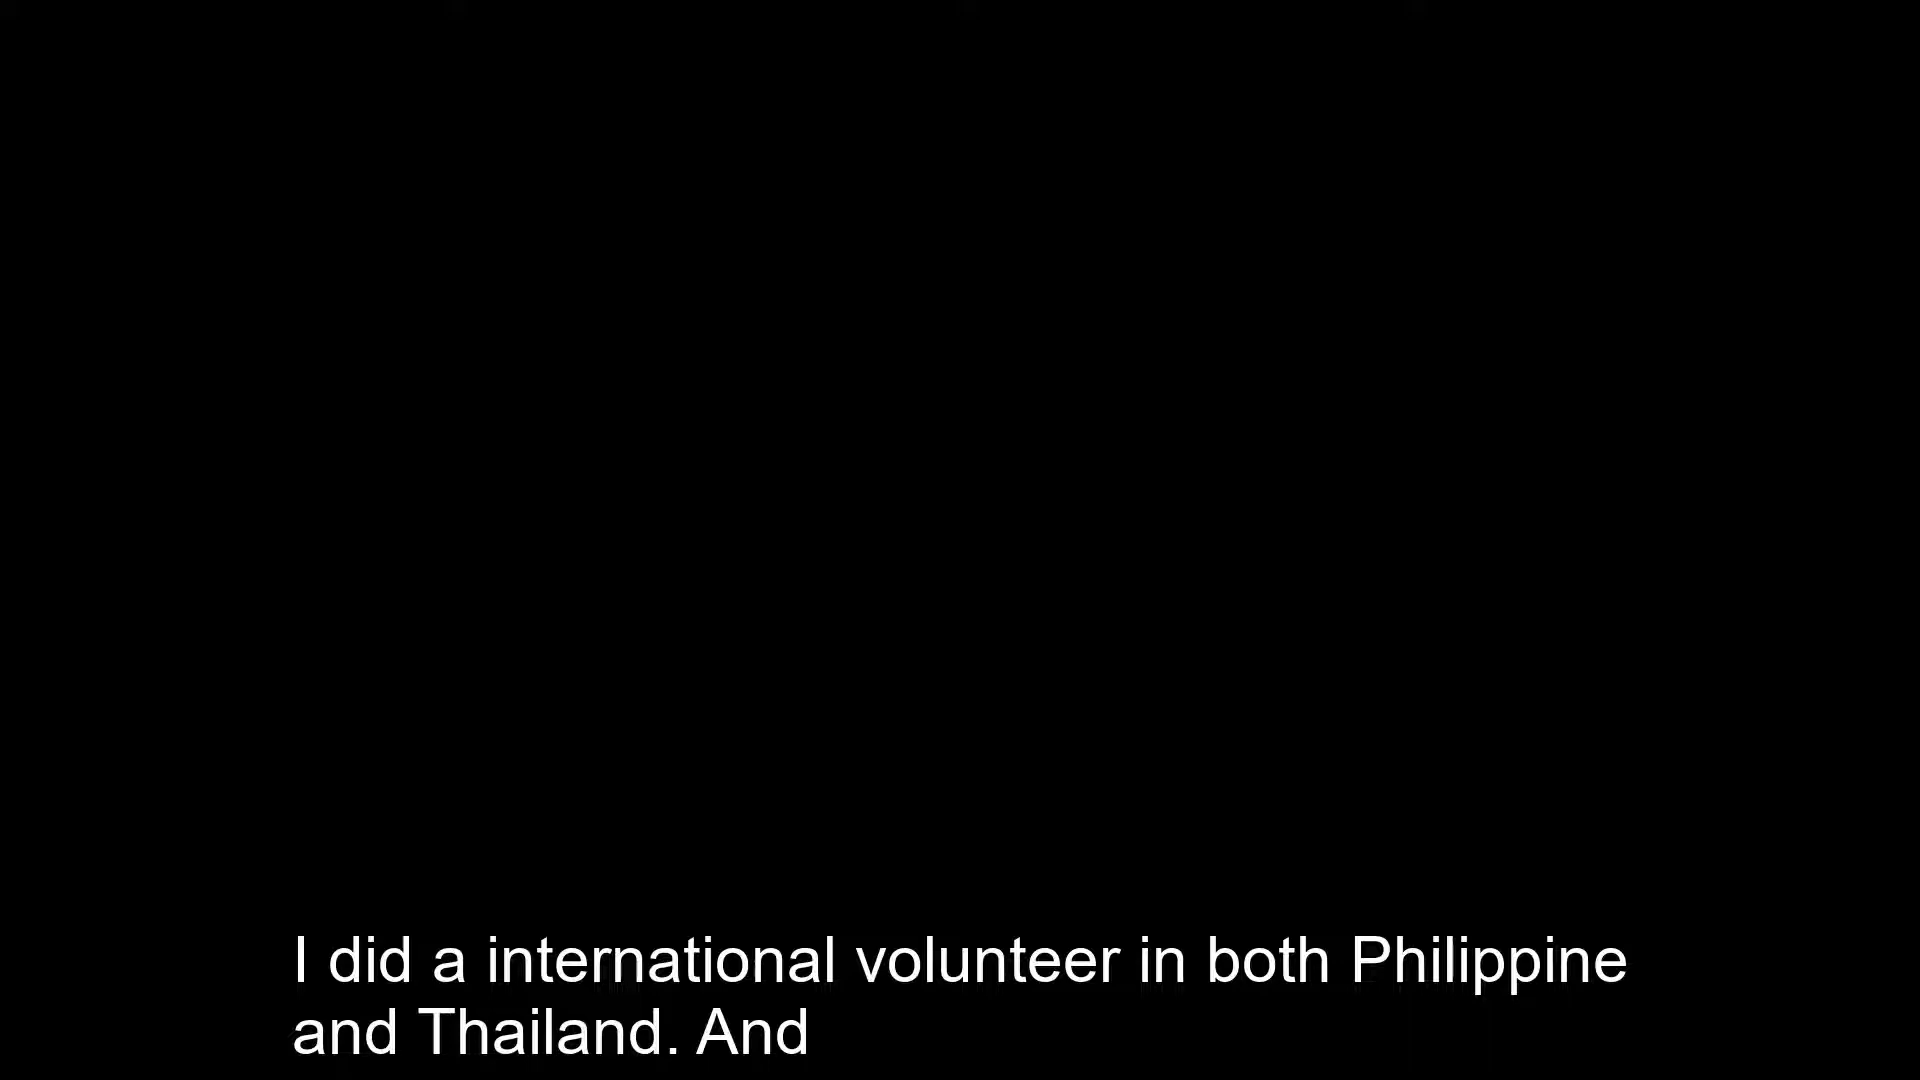 I did a international volunteer in both Philippine
and Thailand. And